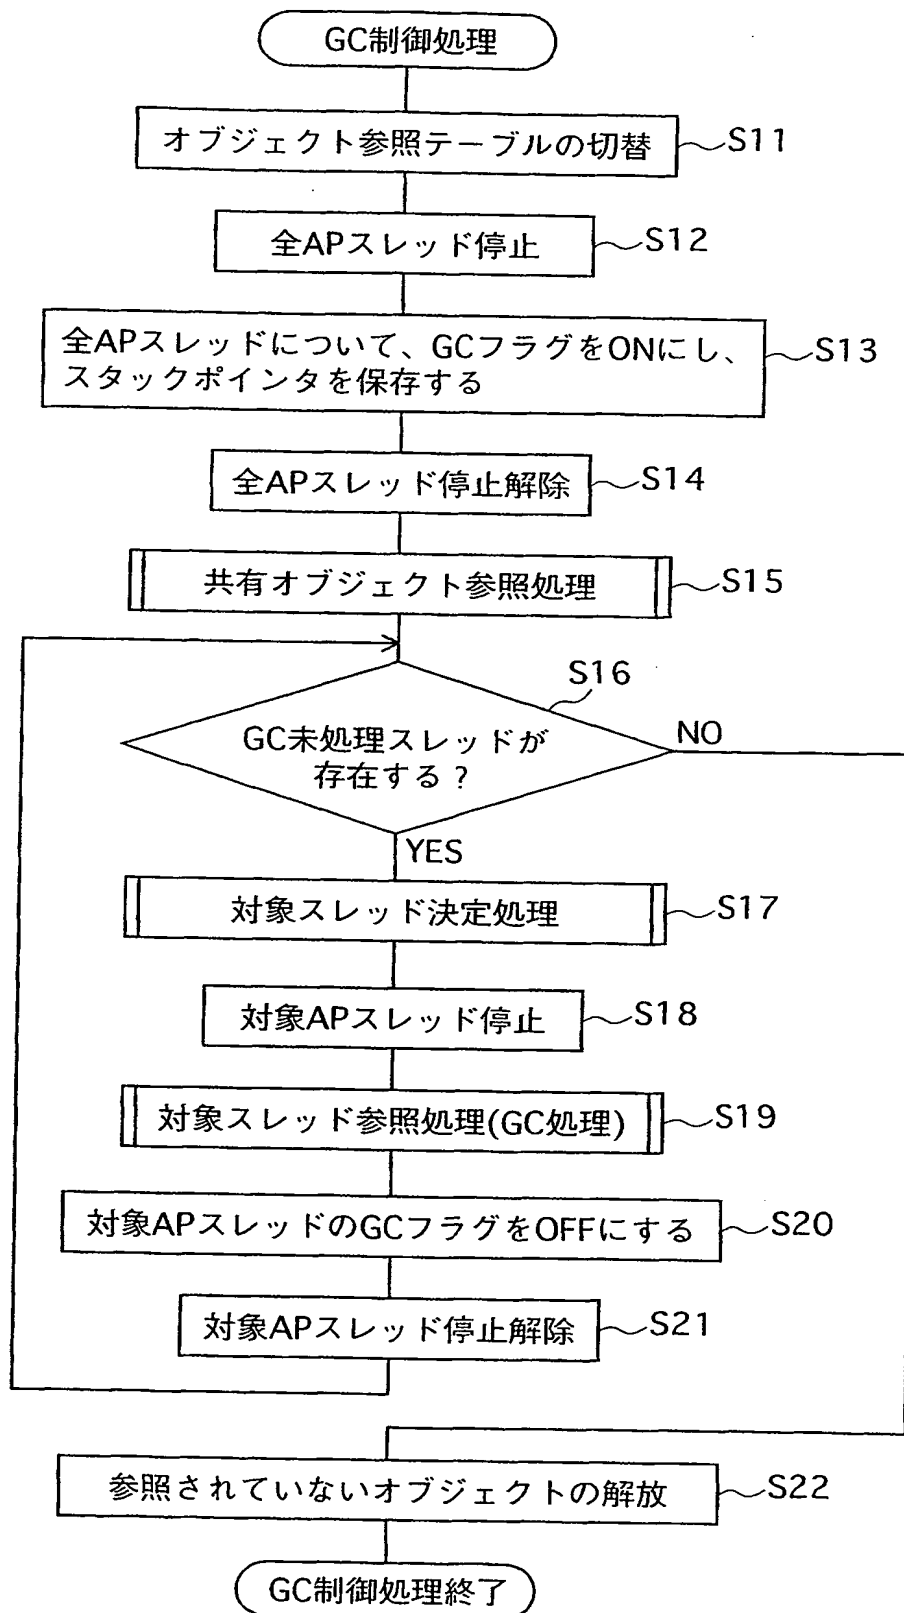 GC制御処理
オブジェクト参照テーブルの切替
S11
全APスレッド停止
S12
全APスレッドについて、GCフラグをONにし、
スタックポインタを保存する
S13
全APスレッド停止解除
S14
共有オブジェクト参照処理
S15
S16
GC未処理スレッドが
存在する?
NO
YES
対象スレッド決定処理
S17
対象APスレッド停止
S18
対象スレッド参照処理(GC処理)
S19
対象APスレッドのGCフラグをOFFにする
S20
対象APスレッド停止解除
S21
参照されていないオブジェクトの解放
S22
GC制御処理終了